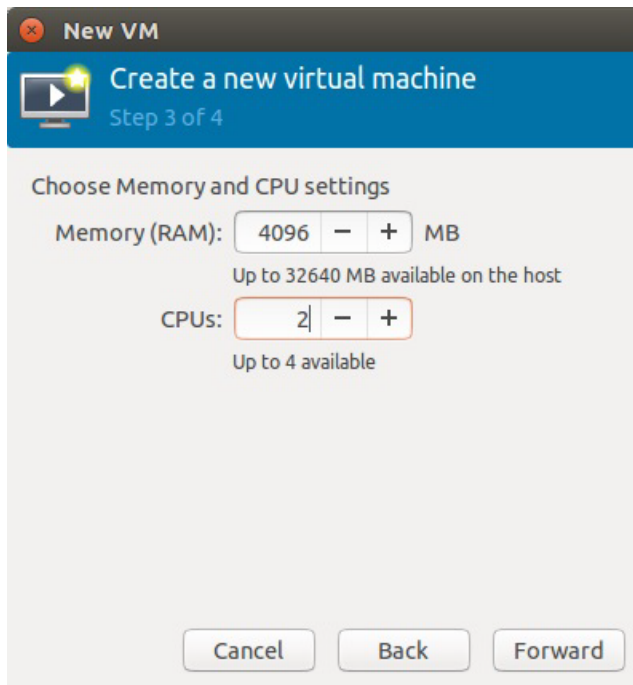 New VM
Create a new virtual machine
Step 3 of 4
Choose Memory and CPU settings
Memory (RAM): 4096 − + MB
Up to 32640 MB available on the host
CPUs: 2 − +
Up to 4 available
Cancel Back Forward